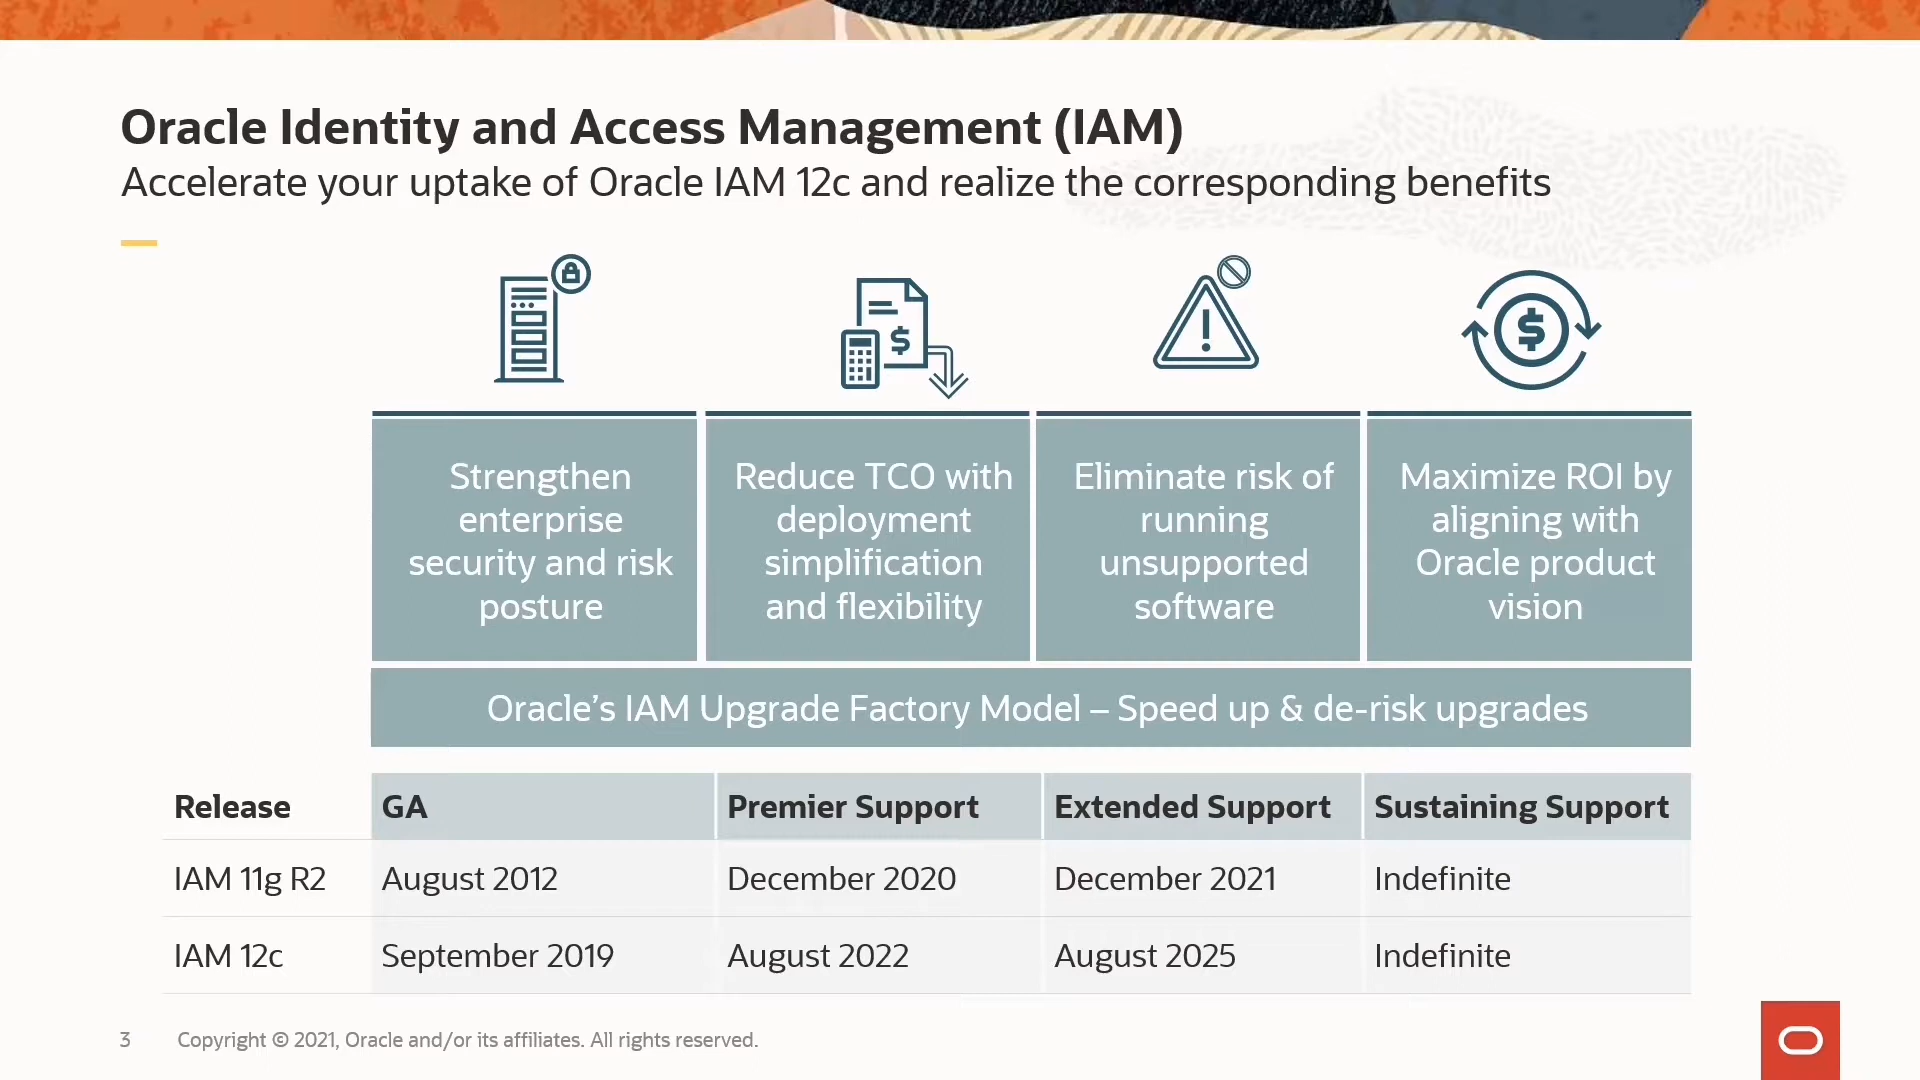 Oracle Identity and Access Management (IAM)
Accelerate your uptake of Oracle IAM 12c and realize the corresponding benefits
Strengthen
enterprise
security and risk
posture
Reduce TCO with
deployment
simplification
and flexibility
Eliminate risk of
running
unsupported
software
Maximize ROI by
aligning with
Oracle product
vision
Oracle's IAM Upgrade Factory Model – Speed up & de-risk upgrades
Release GA Premier Support Extended Support Sustaining Support
IAM 11g R2 August 2012 December 2020 December 2021 Indefinite
IAM 12c September 2019 August 2022 August 2025 Indefinite
3 Copyright © 2021, Oracle and/or its affiliates. All rights reserved.